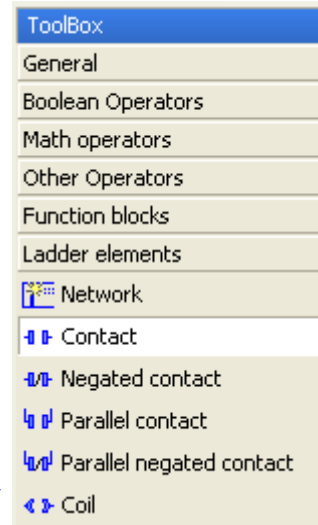 ToolBox
General
Boolean Operators
Math operators
Other Operators
Function blocks
Ladder elements
Network
Contact
Negated contact
Parallel contact
Parallel negated contact
Coil